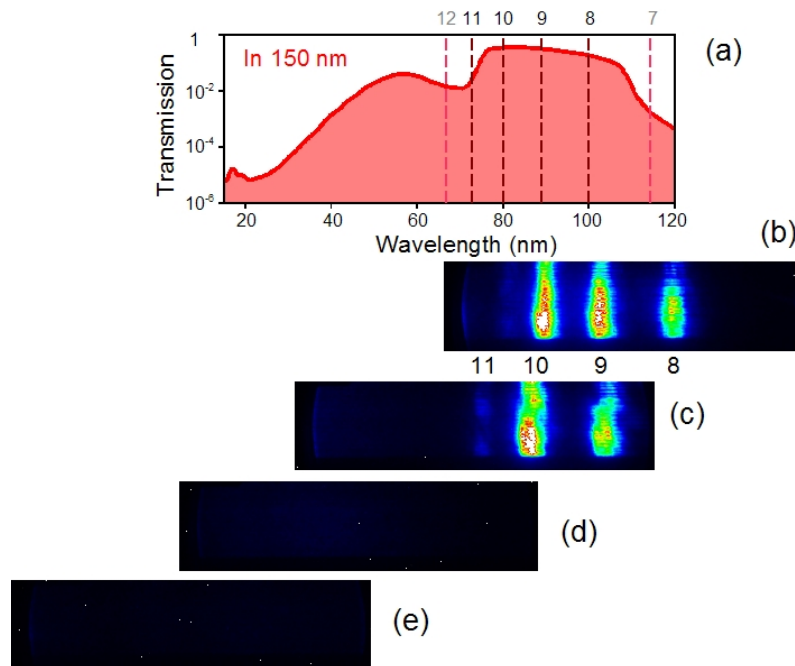 12 11 10 9 8 7
1
In 150 nm
(a)
10⁻²
Transmission
10⁻⁴
10⁻⁶
20 40 60 80 100 120
Wavelength (nm)
(b)
11 10 9 8
(c)
(d)
(e)